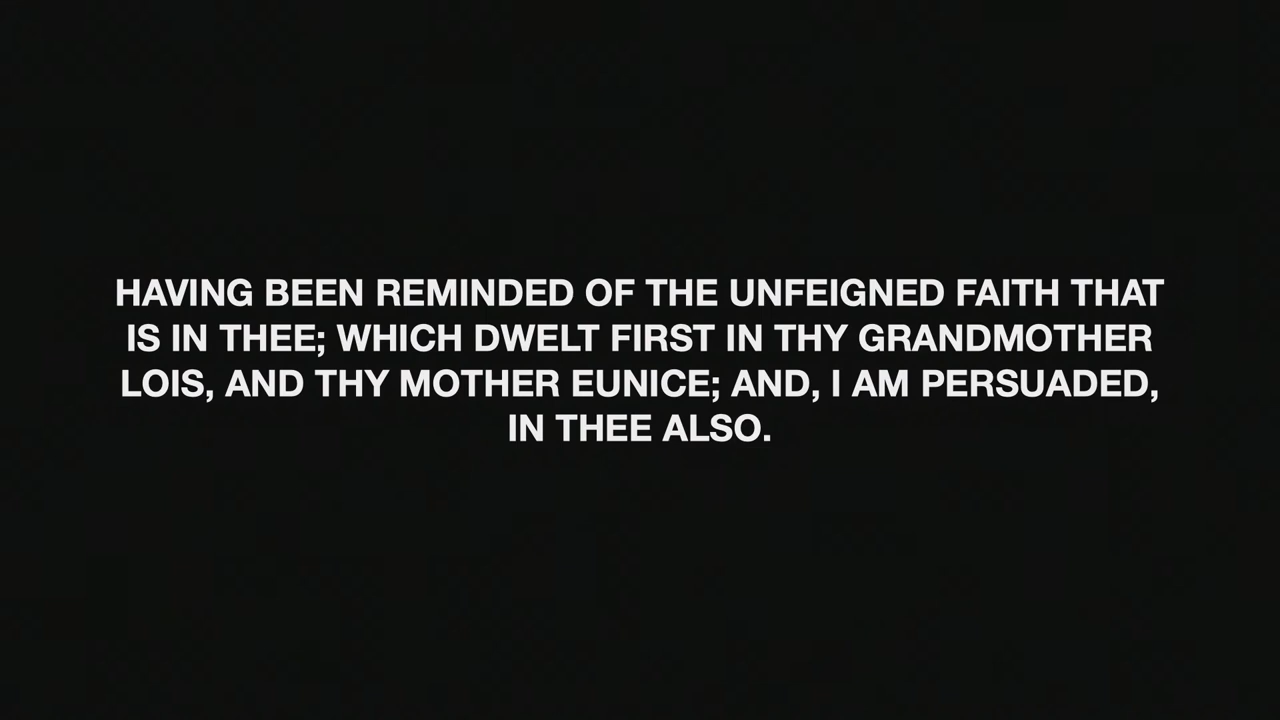 HAVING BEEN REMINDED OF THE UNFEIGNED FAITH THAT
IS IN THEE; WHICH DWELT FIRST IN THY GRANDMOTHER
LOIS, AND THY MOTHER EUNICE; AND, I AM PERSUADED,
IN THEE ALSO.